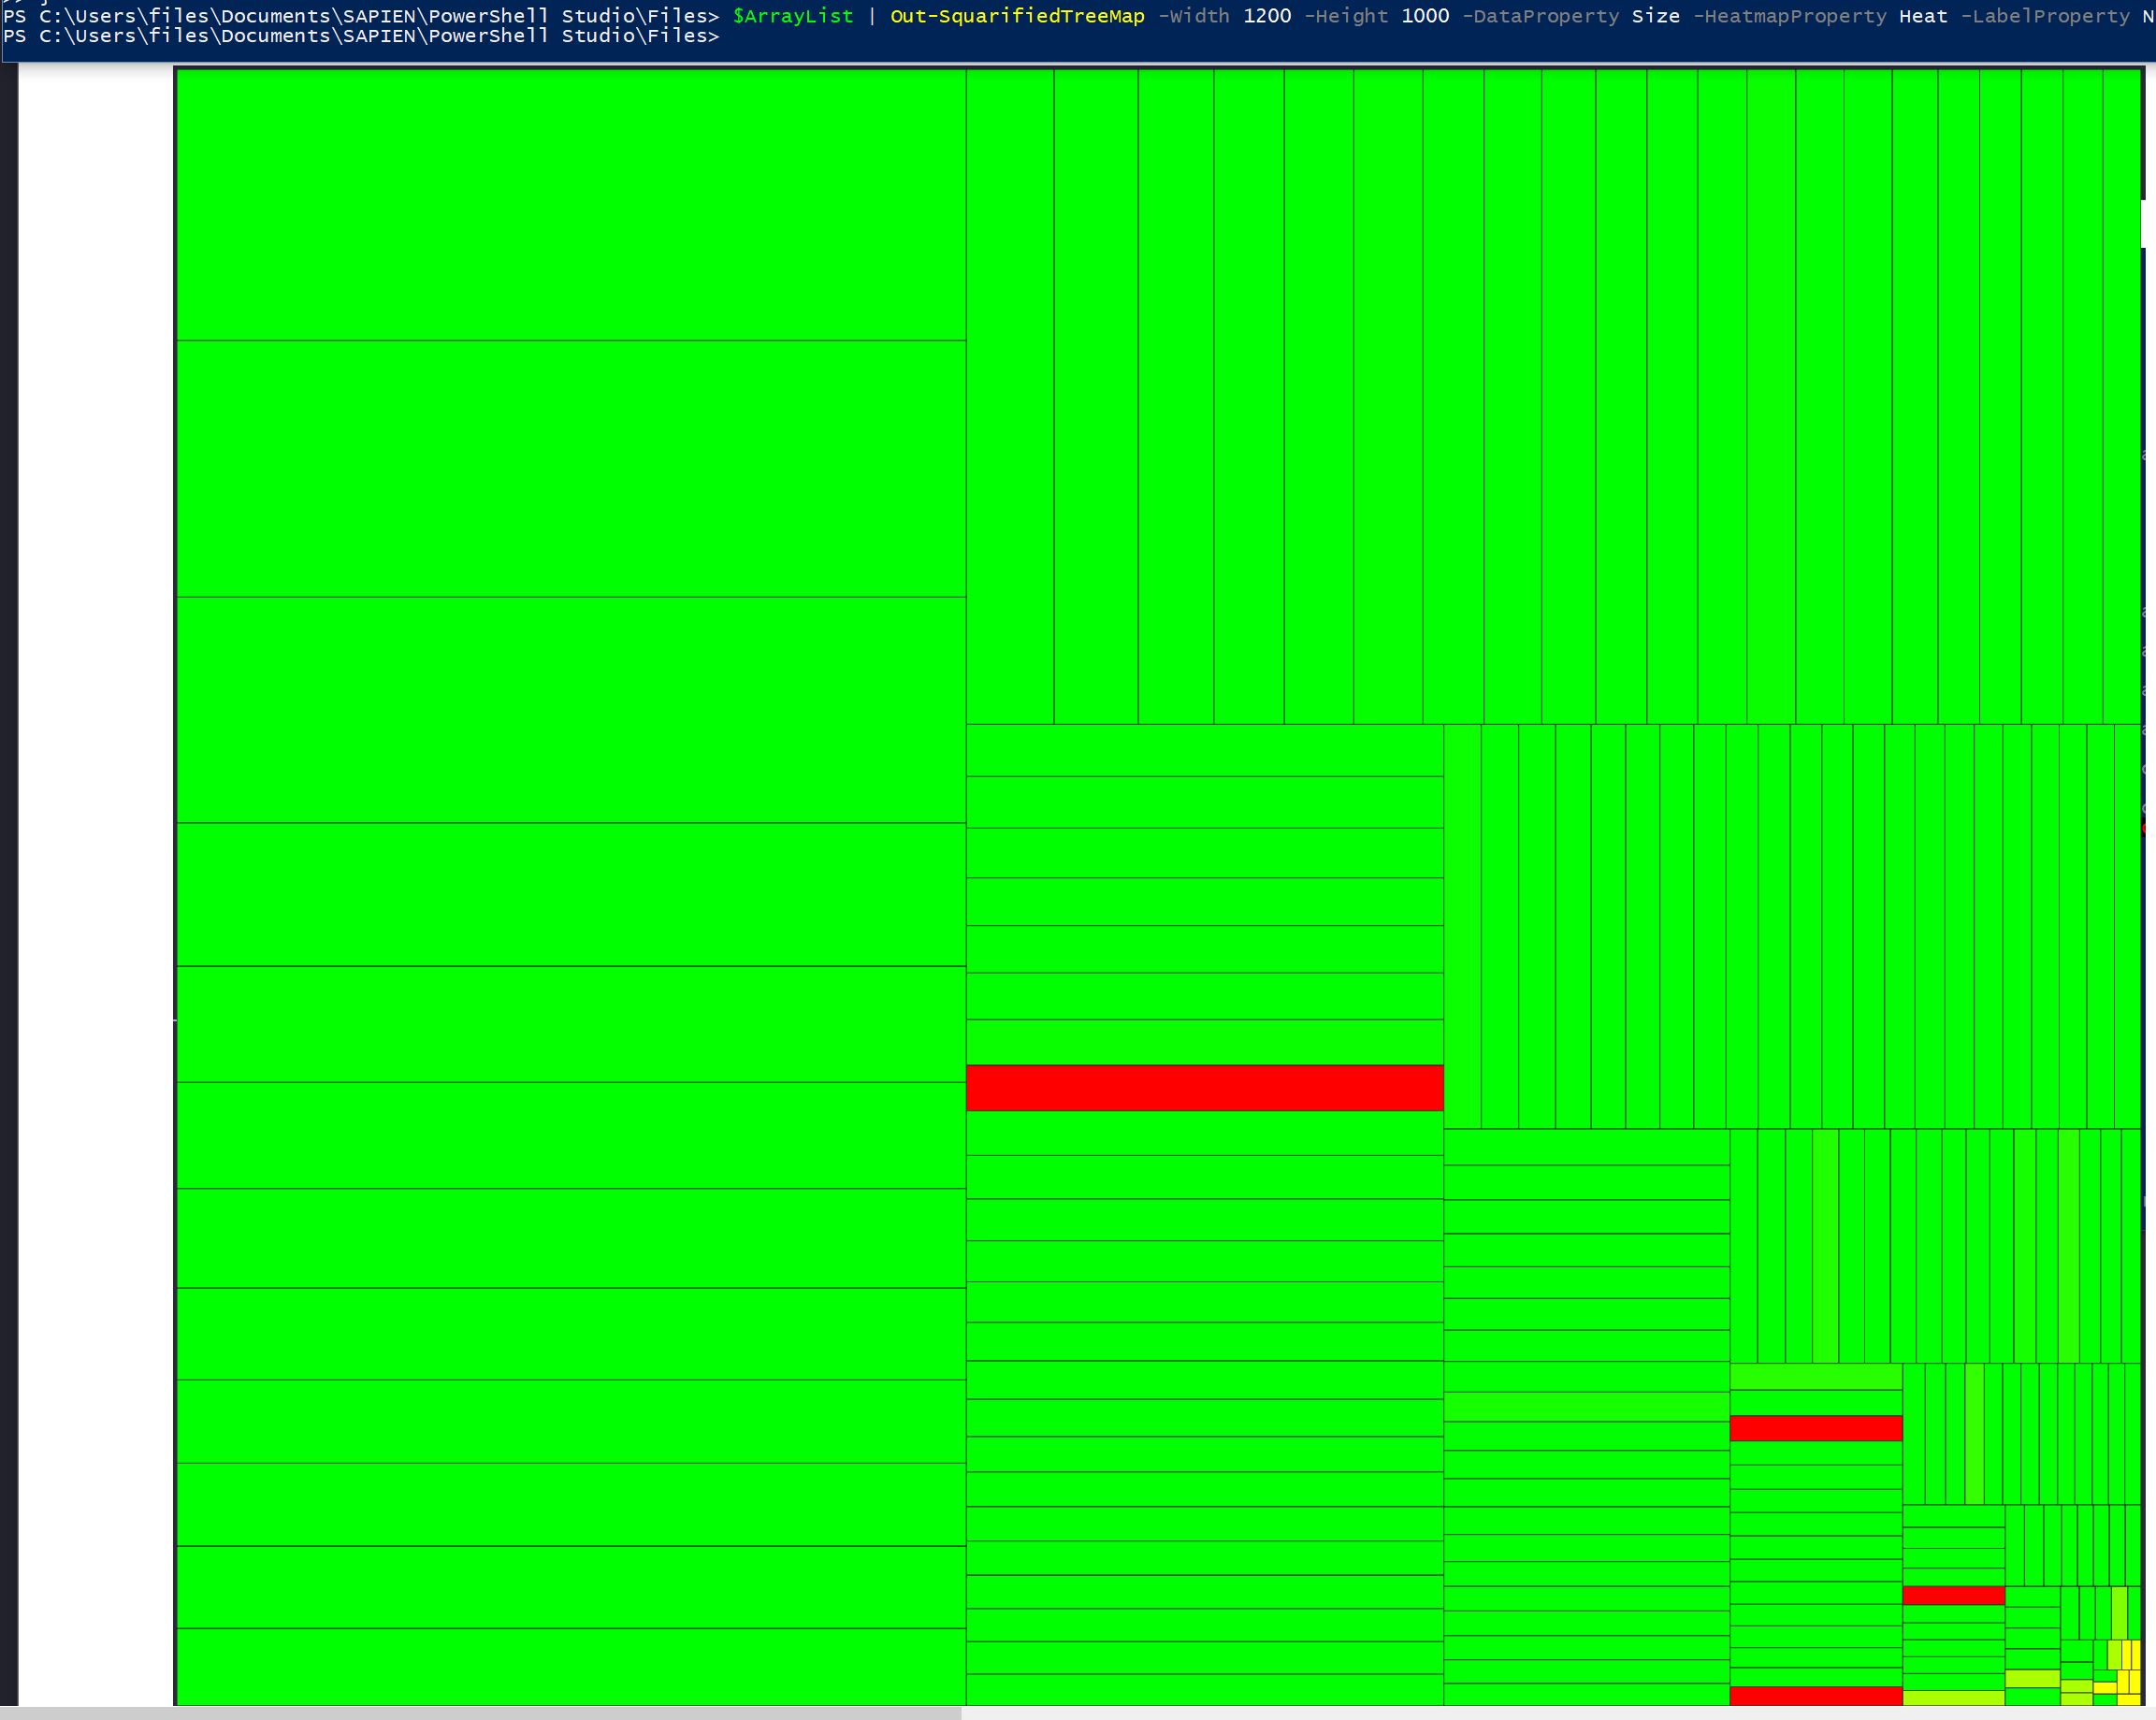 PS C:\Users\files\Documents\SAPIEN\PowerShell Studio\Files> $ArrayList | Out-SquarifiedTreeMap -Width 1200 -Height 1000 -DataProperty Size -HeatmapProperty Heat -LabelProperty N
PS C:\Users\files\Documents\SAPIEN\PowerShell Studio\Files>